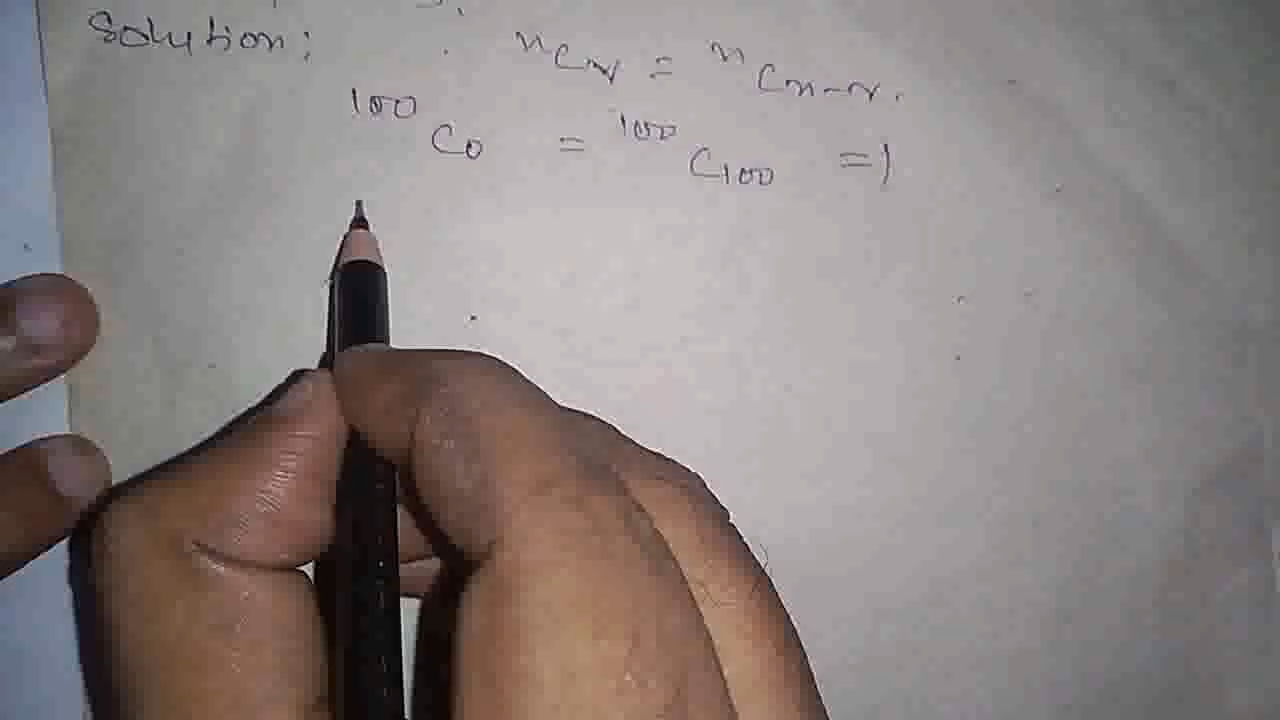 Solution:
ⁿCᵣ = ⁿCₙ₋ᵣ.
¹⁰⁰C₀ = ¹⁰⁰C₁₀₀ = 1